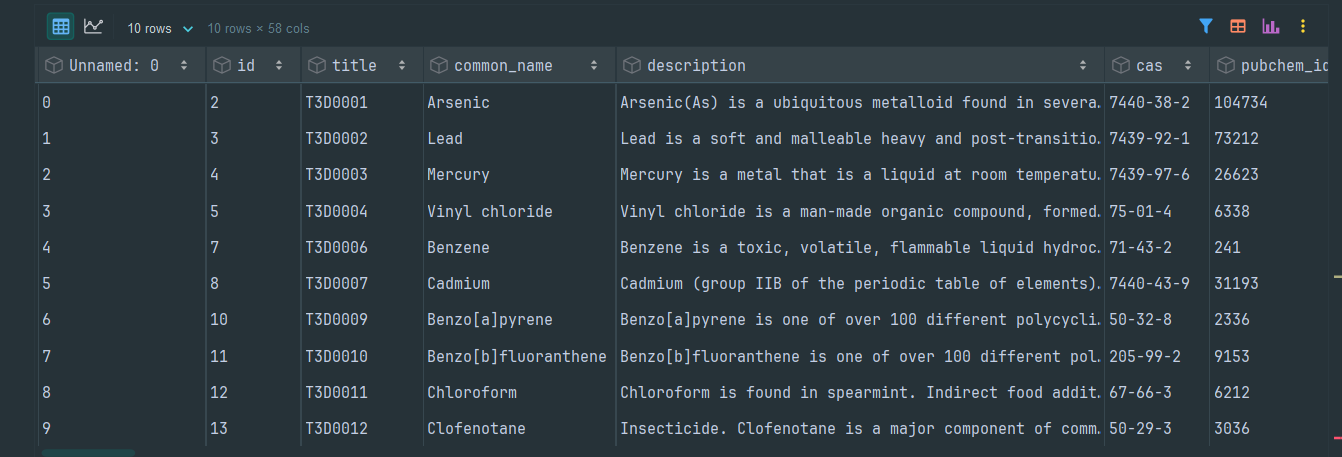 10 rows 10 rows × 58 cols
Unnamed: 0 id title common_name description cas pubchem_id
0 2 T3D0001 Arsenic Arsenic(As) is a ubiquitous metalloid found in severa… 7440-38-2 104734
1 3 T3D0002 Lead Lead is a soft and malleable heavy and post-transitio… 7439-92-1 73212
2 4 T3D0003 Mercury Mercury is a metal that is a liquid at room temperatu… 7439-97-6 26623
3 5 T3D0004 Vinyl chloride Vinyl chloride is a man-made organic compound, formed… 75-01-4 6338
4 7 T3D0006 Benzene Benzene is a toxic, volatile, flammable liquid hydroc… 71-43-2 241
5 8 T3D0007 Cadmium Cadmium (group IIB of the periodic table of elements)… 7440-43-9 31193
6 10 T3D0009 Benzo[a]pyrene Benzo[a]pyrene is one of over 100 different polycycli… 50-32-8 2336
7 11 T3D0010 Benzo[b]fluoranthene Benzo[b]fluoranthene is one of over 100 different pol… 205-99-2 9153
8 12 T3D0011 Chloroform Chloroform is found in spearmint. Indirect food addit… 67-66-3 6212
9 13 T3D0012 Clofenotane Insecticide. Clofenotane is a major component of comm… 50-29-3 3036